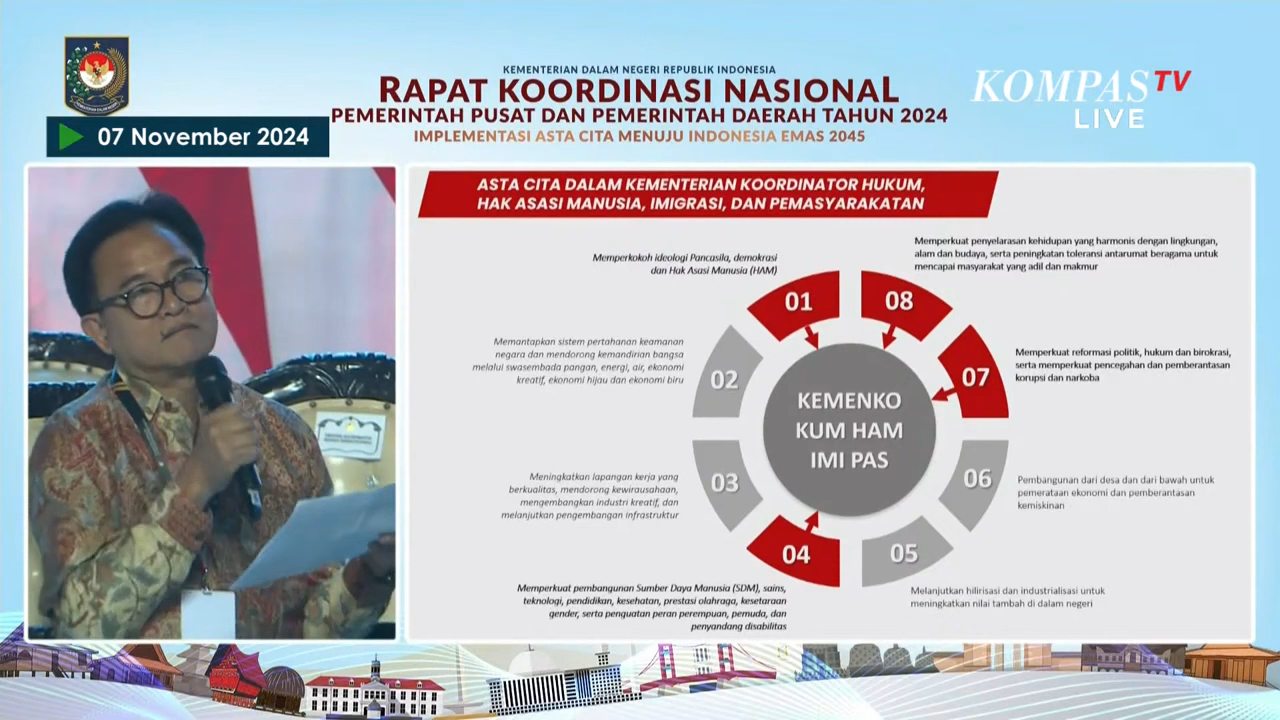 KEMENTERIAN DALAM NEGERI REPUBLIK INDONESIA
RAPAT KOORDINASI NASIONAL
PEMERINTAH PUSAT DAN PEMERINTAH DAERAH TAHUN 2024
IMPLEMENTASI ASTA CITA MENUJU INDONESIA EMAS 2045
KOMPAS TV
LIVE
07 November 2024
ASTA CITA DALAM KEMENTERIAN KOORDINATOR HUKUM,
HAK ASASI MANUSIA, IMIGRASI, DAN PEMASYARAKATAN
Memperkokoh ideologi Pancasila, demokrasi
dan Hak Asasi Manusia (HAM)
01
08
Memperkuat penyelarasan kehidupan yang harmonis dengan lingkungan,
alam dan budaya, serta peningkatan toleransi antarumat beragama untuk
mencapai masyarakat yang adil dan makmur
Memantapkan sistem pertahanan keamanan
negara dan mendorong kemandirian bangsa
melalui swasembada pangan, energi, air, ekonomi
kreatif, ekonomi hijau dan ekonomi biru
02
07
Memperkuat reformasi politik, hukum dan birokrasi,
serta memperkuat pencegahan dan pemberantasan
korupsi dan narkoba
KEMENKO
KUM HAM
IMI PAS
Meningkatkan lapangan kerja yang
berkualitas, mendorong kewirausahaan,
mengembangkan industri kreatif, dan
melanjutkan pengembangan infrastruktur
03
06
Pembangunan dari desa dan dari bawah untuk
pemerataan ekonomi dan pemberantasan
kemiskinan
04
05
Memperkuat pembangunan Sumber Daya Manusia (SDM), sains,
teknologi, pendidikan, kesehatan, prestasi olahraga, kesetaraan
gender, serta penguatan peran perempuan, pemuda, dan
penyandang disabilitas
Melanjutkan hilirisasi dan industrialisasi untuk
meningkatkan nilai tambah di dalam negeri